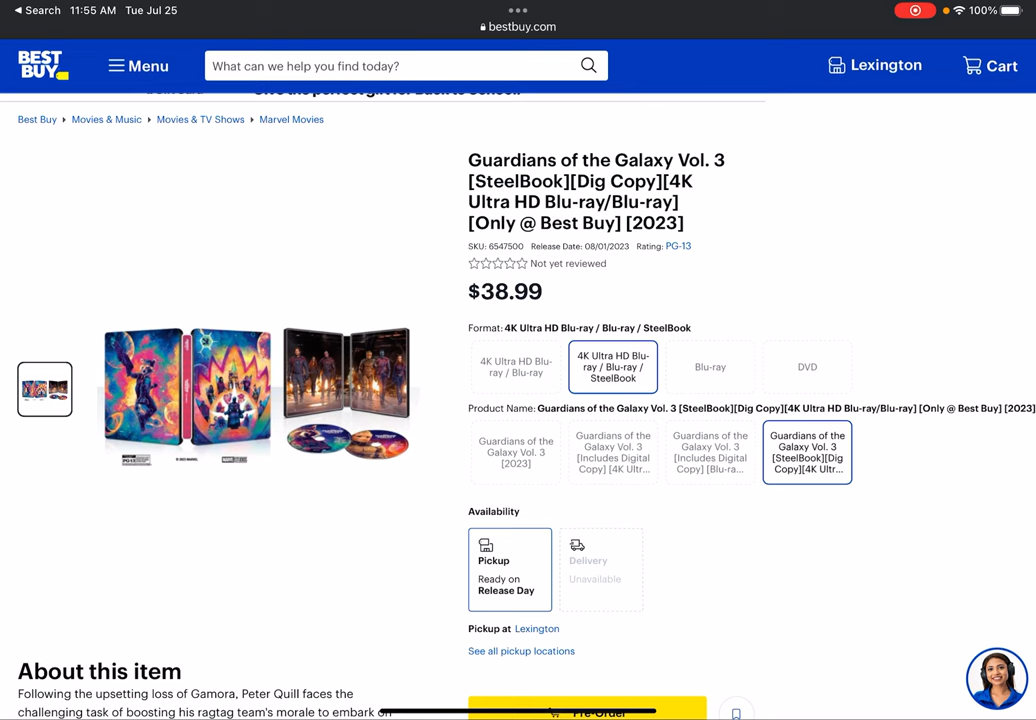 Search 11:55 AM Tue Jul 25
100%
bestbuy.com
BEST BUY
Menu
What can we help you find today?
Lexington
Cart
Best Buy Movies & Music Movies & TV Shows Marvel Movies
Guardians of the Galaxy Vol. 3
[SteelBook][Dig Copy][4K
Ultra HD Blu-ray/Blu-ray]
[Only @ Best Buy] [2023]
SKU: 6547500 Release Date: 08/01/2023 Rating: PG-13
Not yet reviewed
$38.99
Format: 4K Ultra HD Blu-ray / Blu-ray / SteelBook
4K Ultra HD Blu-
ray / Blu-ray
4K Ultra HD Blu-
ray / Blu-ray /
SteelBook
Blu-ray
DVD
Product Name: Guardians of the Galaxy Vol. 3 [SteelBook][Dig Copy][4K Ultra HD Blu-ray/Blu-ray] [Only @ Best Buy] [2023]
Guardians of the
Galaxy Vol. 3
[2023]
Guardians of the
Galaxy Vol. 3
[Includes Digital
Copy] [4K Ultr...
Guardians of the
Galaxy Vol. 3
[Includes Digital
Copy] [Blu-ra...
Guardians of the
Galaxy Vol. 3
[SteelBook][Dig
Copy][4K Ultr...
Availability
Pickup
Ready on
Release Day
Delivery
Unavailable
Pickup at Lexington
See all pickup locations
About this item
Following the upsetting loss of Gamora, Peter Quill faces the
challenging task of boosting his ragtag team's morale to embark on
Pre-Order